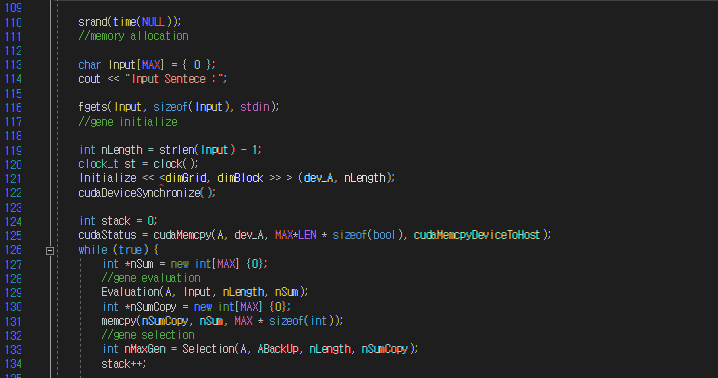 109
110 srand(time(NULL));
111 //memory allocation
112
113 char Input[MAX] = { 0 };
114 cout << "Input Sentece :";
115
116 fgets(Input, sizeof(Input), stdin);
117 //gene initialize
118
119 int nLength = strlen(Input) - 1;
120 clock_t st = clock();
121 Initialize << <dimGrid, dimBlock >> > (dev_A, nLength);
122 cudaDeviceSynchronize();
123
124 int stack = 0;
125 cudaStatus = cudaMemcpy(A, dev_A, MAX*LEN * sizeof(bool), cudaMemcpyDeviceToHost);
126 while (true) {
127 int *nSum = new int[MAX] {0};
128 //gene evaluation
129 Evaluation(A, Input, nLength, nSum);
130 int *nSumCopy = new int[MAX] {0};
131 memcpy(nSumCopy, nSum, MAX * sizeof(int));
132 //gene selection
133 int nMaxGen = Selection(A, ABackUp, nLength, nSumCopy);
134 stack++;